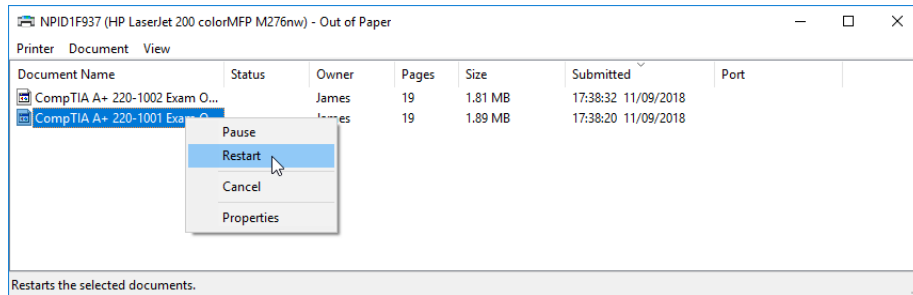 NPID1F937 (HP LaserJet 200 colorMFP M276nw) - Out of Paper
Printer Document View
Document Name Status Owner Pages Size Submitted Port
CompTIA A+ 220-1002 Exam O... James 19 1.81 MB 17:38:32 11/09/2018
CompTIA A+ 220-1001 Exam O... James 19 1.89 MB 17:38:20 11/09/2018
Pause
Restart
Cancel
Properties
Restarts the selected documents.